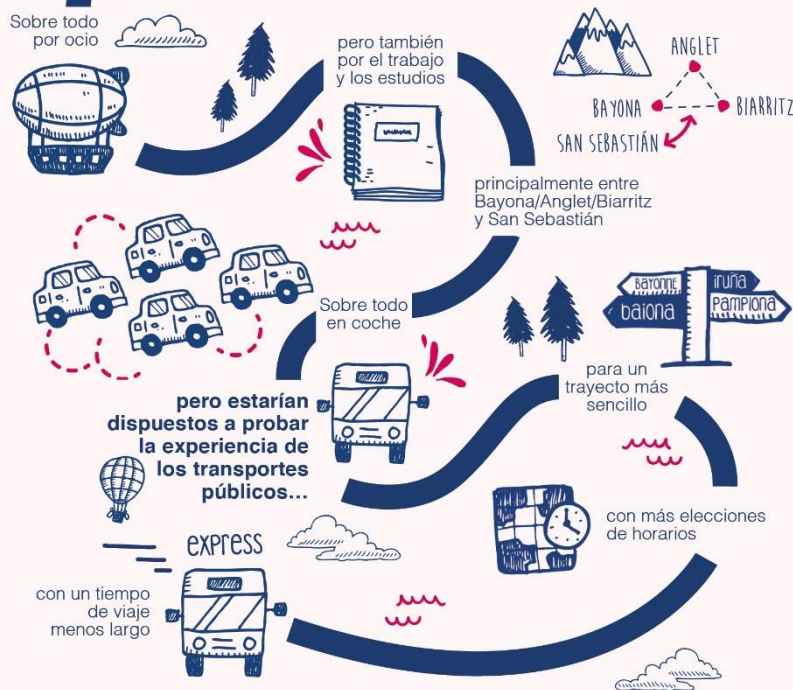 Sobre todo
por ocio
pero también
por el trabajo
y los estudios
ANGLET
BAYONA
BIARRITZ
SAN SEBASTIÁN
principalmente entre
Bayona/Anglet/Biarritz
y San Sebastián
Sobre todo
en coche
pero estarían
dispuestos a probar
la experiencia de
los transportes
públicos...
BAYONNE
baiona
iruña
pamplona
para un
trayecto más
sencillo
con más elecciones
de horarios
express
con un tiempo
de viaje
menos largo